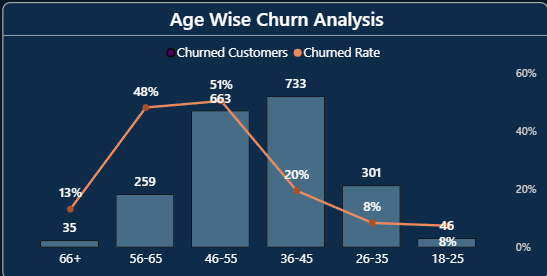 Age Wise Churn Analysis
Churned Customers Churned Rate
60%
40%
20%
0%
13% 48% 51% 20% 8% 8%
35 259 663 733 301 46
66+ 56-65 46-55 36-45 26-35 18-25